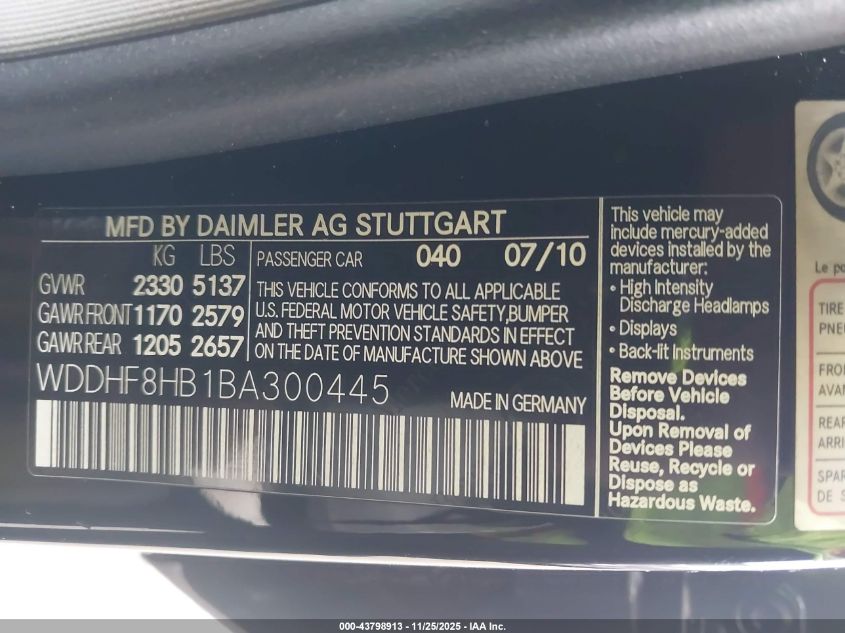 MFD BY DAIMLER AG STUTTGART
KG LBS
GVWR 2330 5137
GAWR FRONT 1170 2579
GAWR REAR 1205 2657
PASSENGER CAR 040 07/10
THIS VEHICLE CONFORMS TO ALL APPLICABLE
U.S. FEDERAL MOTOR VEHICLE SAFETY,BUMPER
AND THEFT PREVENTION STANDARDS IN EFFECT
ON THE DATE OF MANUFACTURE SHOWN ABOVE
WDDHF8HB1BA300445
MADE IN GERMANY
This vehicle may
include mercury-added
devices installed by the
manufacturer:
• High Intensity
Discharge Headlamps
• Displays
• Back-lit Instruments
Remove Devices
Before Vehicle
Disposal.
Upon Removal of
Devices Please
Reuse, Recycle or
Dispose as
Hazardous Waste.
Le
TIRE
000-43798913 - 11/25/2025 - IAA Inc.